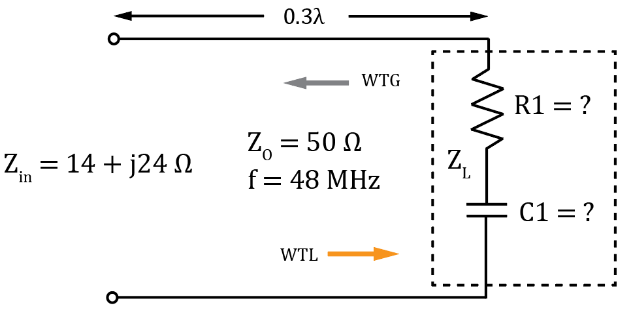 0.3λ
WTG
R1 = ?
Z_in = 14 + j24 Ω
Z_O = 50 Ω
f = 48 MHz
Z_L
C1 = ?
WTL